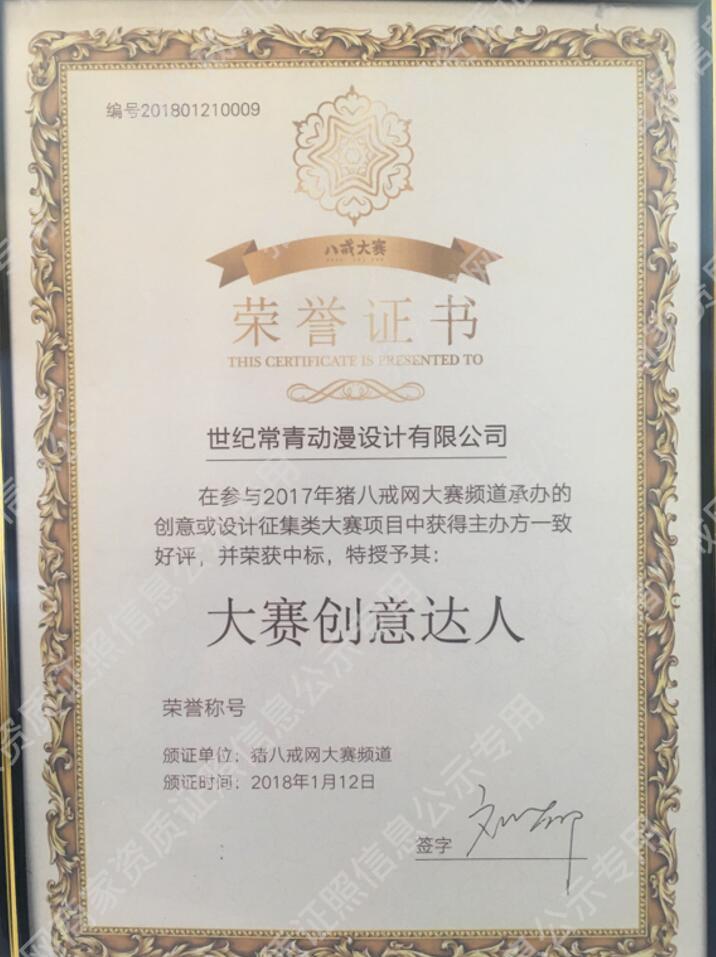 编号201801210009
八戒大赛
荣誉证书
THIS CERTIFICATE IS PRESENTED TO
世纪常青动漫设计有限公司
在参与2017年猪八戒网大赛频道承办的
创意或设计征集类大赛项目中获得主办方一致
好评，并荣获中标，特授予其：
大赛创意达人
荣誉称号
颁证单位：猪八戒网大赛频道
颁证时间：2018年1月12日
签字